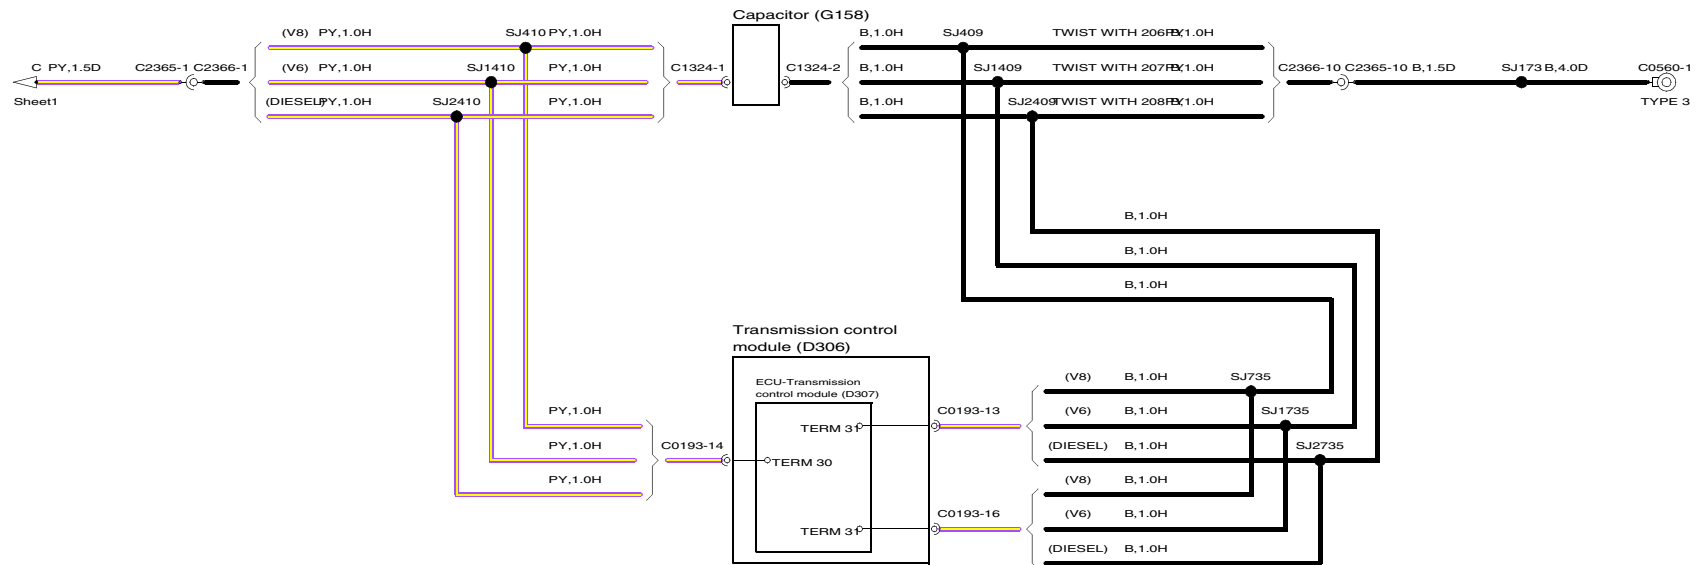 Capacitor (G158)
(V8) PY,1.0H SJ410 PY,1.0H B,1.0H SJ409 TWIST WITH 206PY B,1.0H
C PY,1.5D C2365-1 C2366-1 (V6) PY,1.0H SJ1410 PY,1.0H C1324-1 C1324-2 B,1.0H SJ1409 TWIST WITH 207PY B,1.0H C2366-10 C2365-10 B,1.5D SJ173 B,4.0D C0560-1
Sheet1 (DIESEL) PY,1.0H SJ2410 PY,1.0H B,1.0H SJ2409 TWIST WITH 208PY B,1.0H TYPE 3
B,1.0H
B,1.0H
B,1.0H
Transmission control
module (D306)
ECU-Transmission
control module (D307)
(V8) B,1.0H SJ735
PY,1.0H TERM 31 C0193-13 (V6) B,1.0H SJ1735
PY,1.0H C0193-14 TERM 30 (DIESEL) B,1.0H SJ2735
PY,1.0H (V8) B,1.0H
TERM 31 C0193-16 (V6) B,1.0H
(DIESEL) B,1.0H